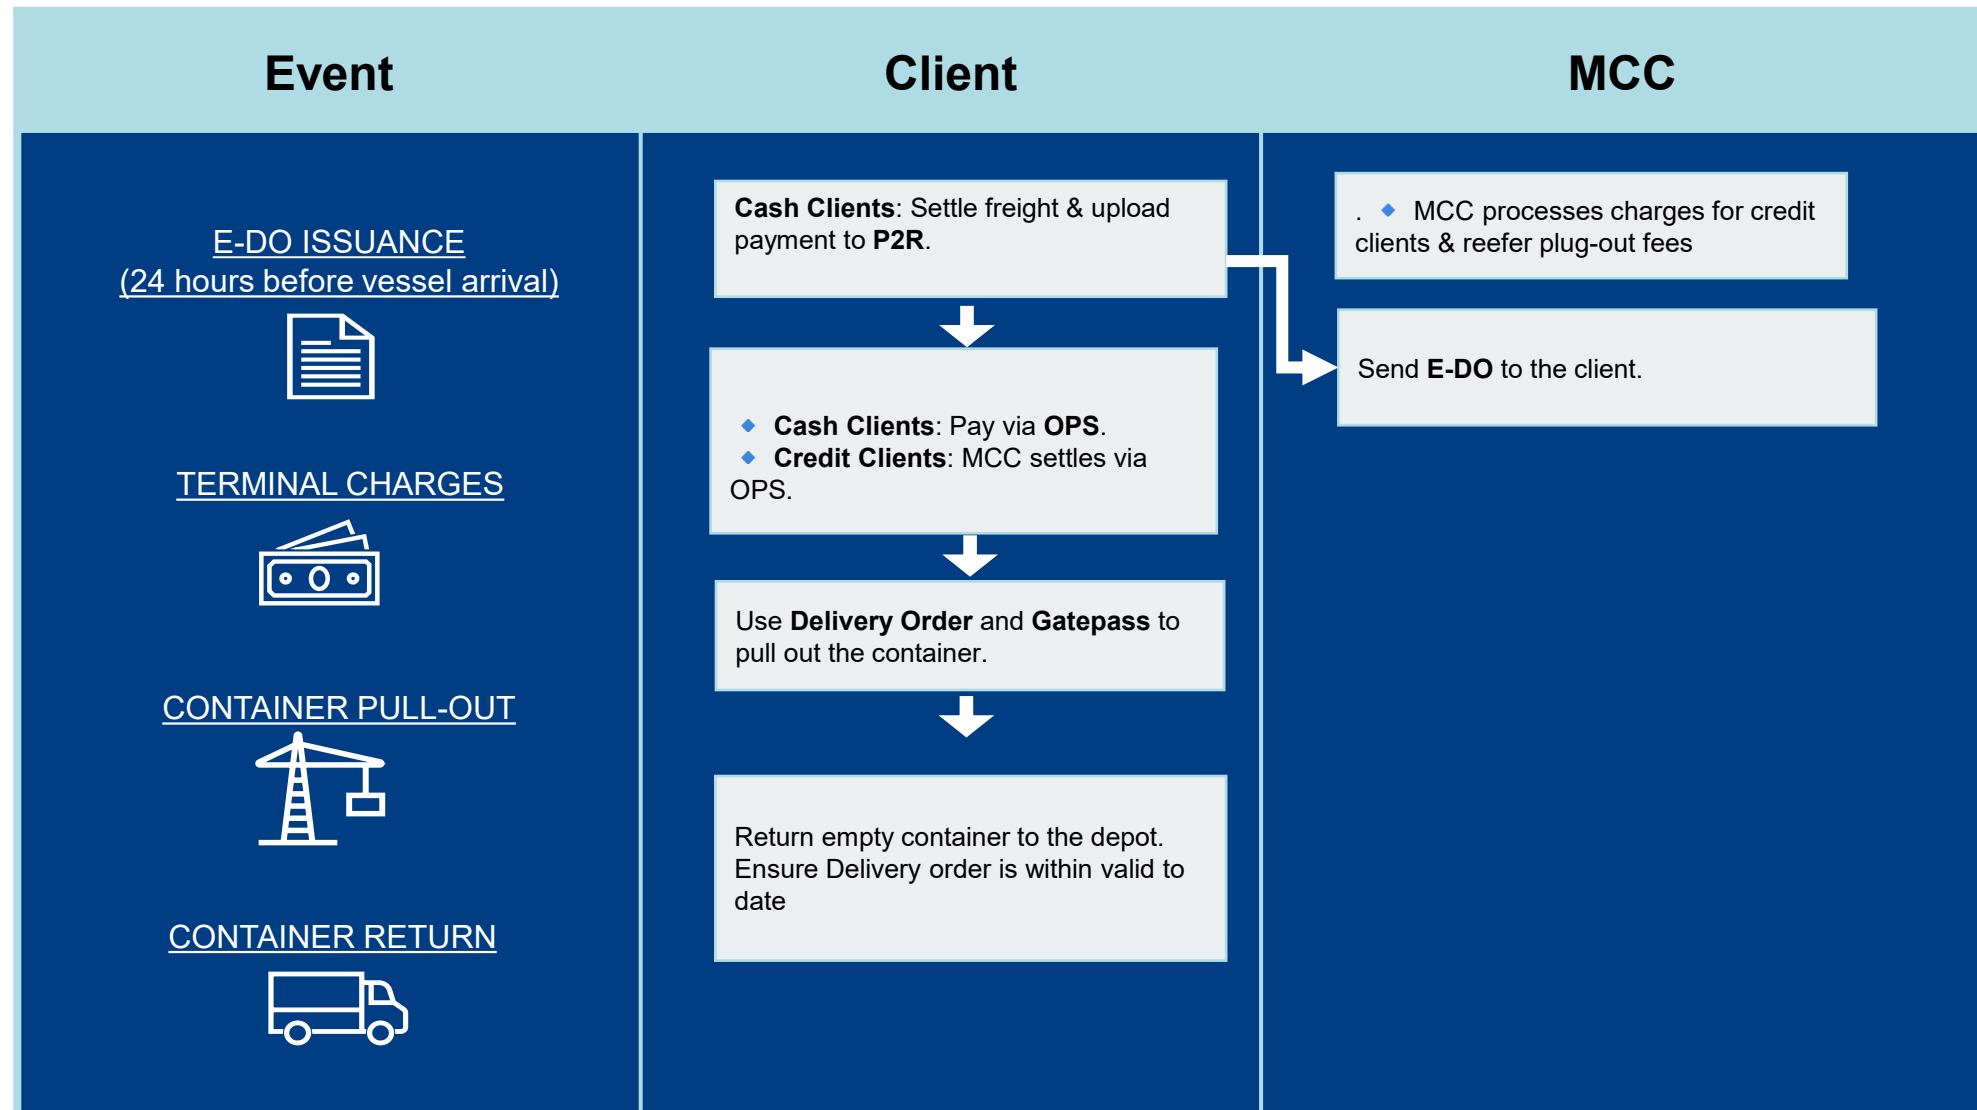 Event
Client
MCC
E-DO ISSUANCE
(24 hours before vessel arrival)
TERMINAL CHARGES
CONTAINER PULL-OUT
CONTAINER RETURN
Cash Clients: Settle freight & upload
payment to P2R.
🔹 Cash Clients: Pay via OPS.
🔹 Credit Clients: MCC settles via
OPS.
Use Delivery Order and Gatepass to
pull out the container.
Return empty container to the depot.
Ensure Delivery order is within valid to
date
. 🔹 MCC processes charges for credit
clients & reefer plug-out fees
Send E-DO to the client.